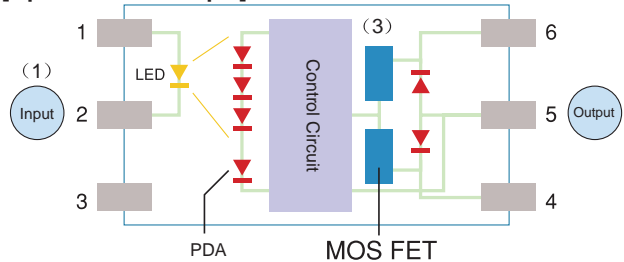 1
(3)
6
(1)
LED
Control Circuit
Input
2
5
Output
3
4
PDA
MOS FET